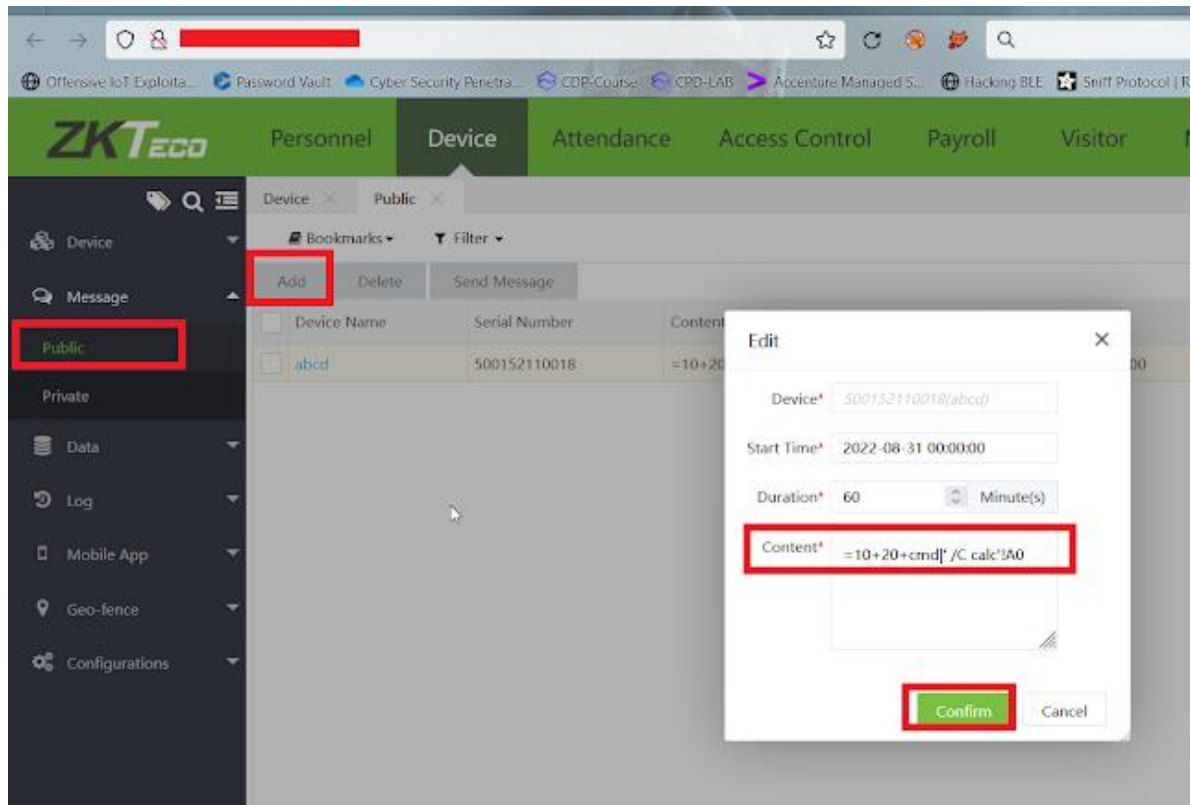 Offensive IoT Exploita... Password Vault Cyber Security Penetra... CDP-Course CPD-LAB Accenture Managed S... Hacking BLE Sniff Protocol | R
ZKTECO Personnel Device Attendance Access Control Payroll Visitor
Device Public
Device Bookmarks Filter
Add Delete Send Message
Message
Device Name Serial Number Content
Public
abcd 500152110018 =10+20 00
Private
Data
Log
Mobile App
Geo-fence
Configurations
Edit
Device* 500152110018(abcd)
Start Time* 2022-08-31 00:00:00
Duration* 60 Minute(s)
Content* =10+20+cmd|' /C calc'!A0
Confirm Cancel